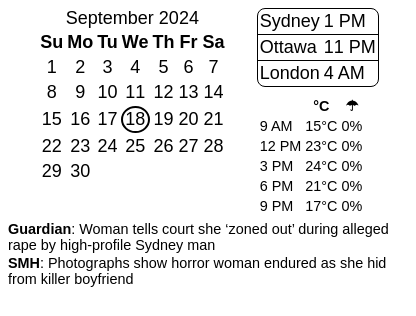 September 2024
Su Mo Tu We Th Fr Sa
1 2 3 4 5 6 7
8 9 10 11 12 13 14
15 16 17 18 19 20 21
22 23 24 25 26 27 28
29 30
Sydney 1 PM
Ottawa 11 PM
London 4 AM
°C ☂
9 AM 15°C 0%
12 PM 23°C 0%
3 PM 24°C 0%
6 PM 21°C 0%
9 PM 17°C 0%
Guardian: Woman tells court she ‘zoned out’ during alleged
rape by high-profile Sydney man
SMH: Photographs show horror woman endured as she hid
from killer boyfriend